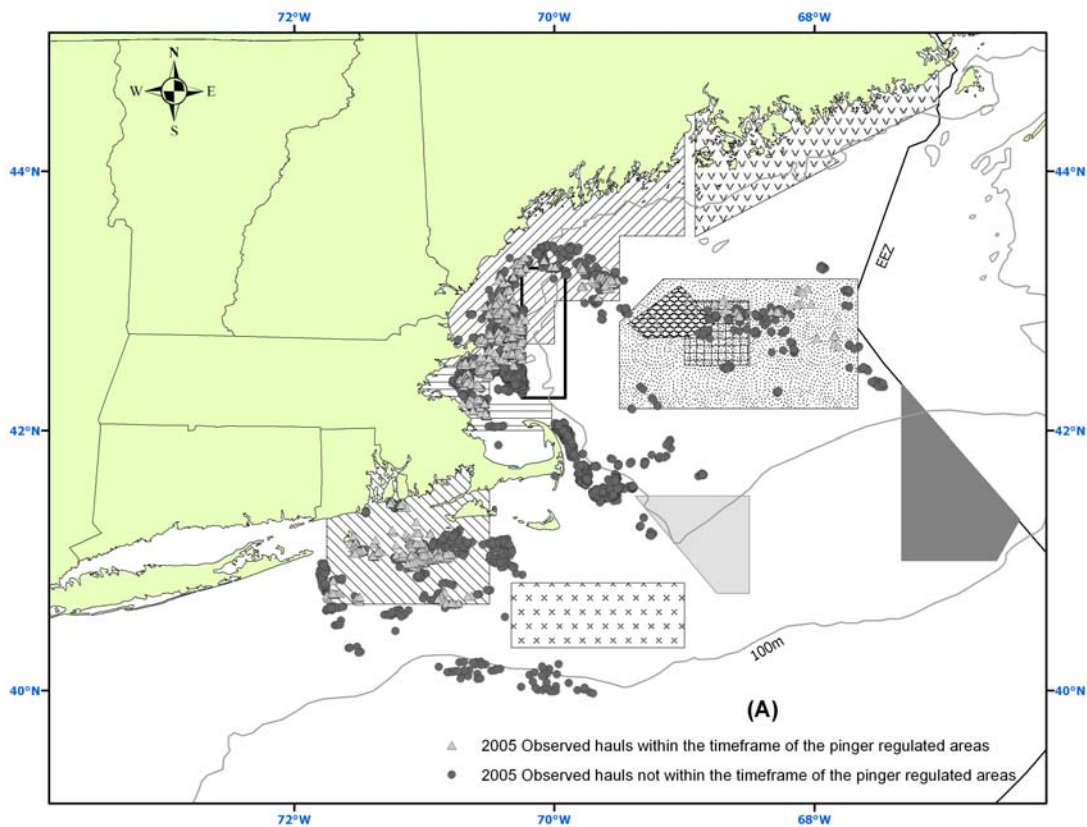 72°W 70°W 68°W
N
W E
S
44°N 44°N
EEZ
42°N 42°N
100m
40°N 40°N
(A)
2005 Observed hauls within the timeframe of the pinger regulated areas
2005 Observed hauls not within the timeframe of the pinger regulated areas
72°W 70°W 68°W